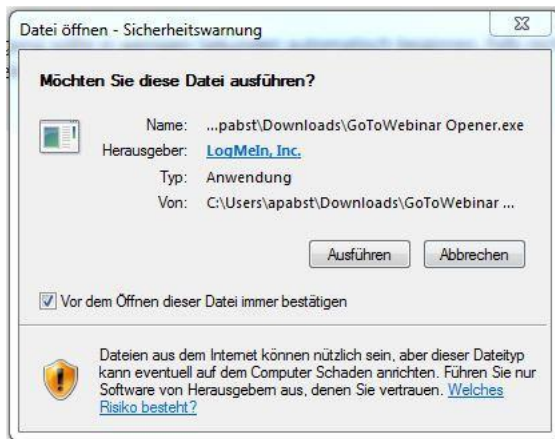 Datei öffnen - Sicherheitswarnung
Möchten Sie diese Datei ausführen?
Name: ...pabst\Downloads\GoToWebinar Opener.exe
Herausgeber: LogMeIn, Inc.
Typ: Anwendung
Von: C:\Users\apabst\Downloads\GoToWebinar ...
Ausführen Abbrechen
Vor dem Öffnen dieser Datei immer bestätigen
Dateien aus dem Internet können nützlich sein, aber dieser Dateityp
kann eventuell auf dem Computer Schaden anrichten. Führen Sie nur
Software von Herausgebern aus, denen Sie vertrauen. Welches
Risiko besteht?